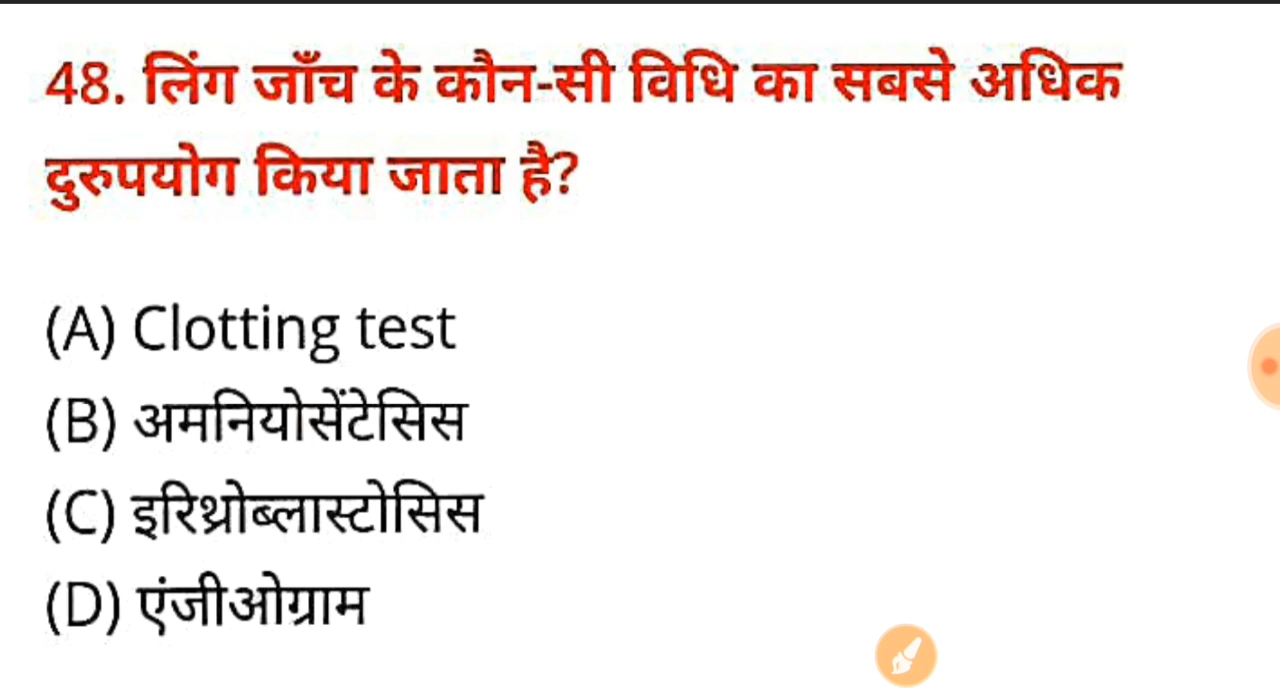 48. लिंग जाँच के कौन-सी विधि का सबसे अधिक
दुरुपयोग किया जाता है?
(A) Clotting test
(B) अमनियोसेंटेसिस
(C) इरिथ्रोब्लास्टोसिस
(D) एंजीओग्राम